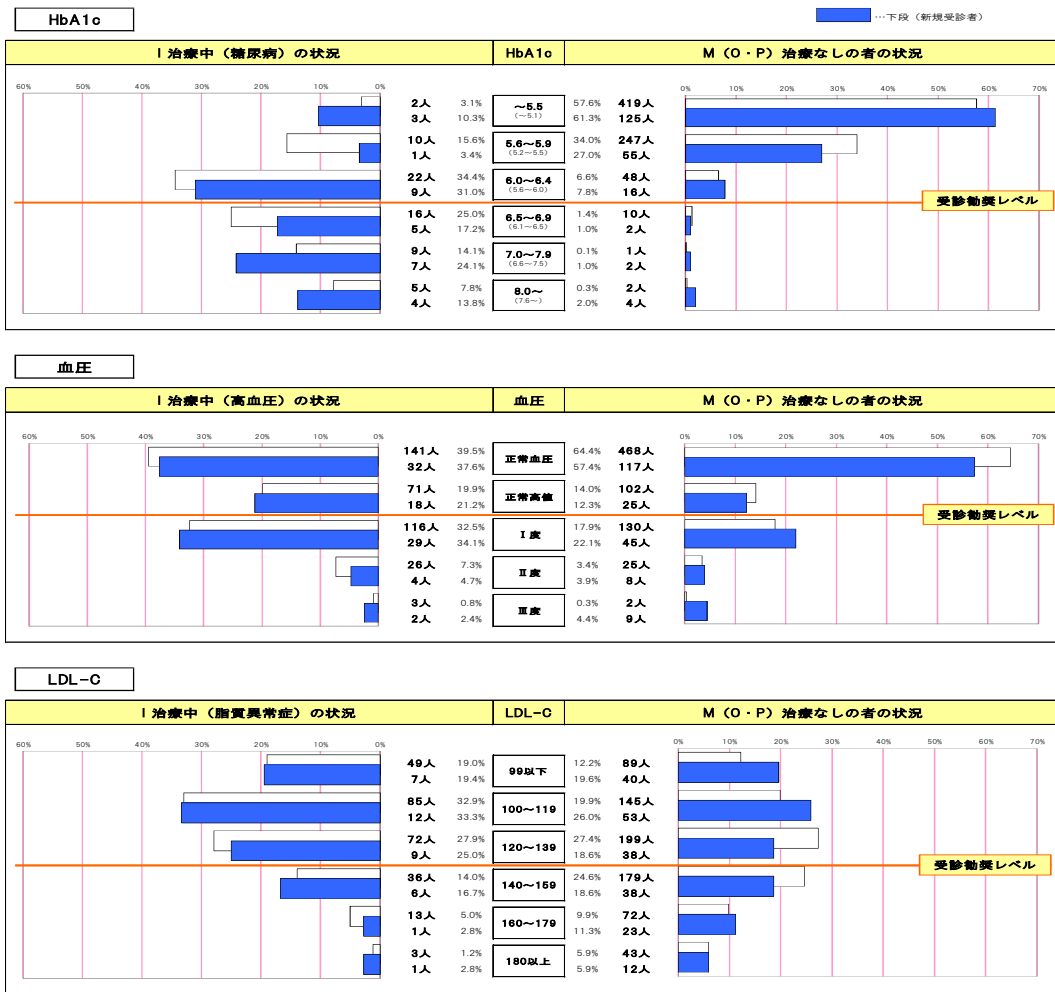 HbA1c
…下段（新規受診者）
I 治療中（糖尿病）の状況 HbA1c M（O・P）治療なしの者の状況
60% 50% 40% 30% 20% 10% 0% 0% 10% 20% 30% 40% 50% 60% 70%
2人 3.1% ～5.5 57.6% 419人
3人 10.3% (～5.1) 61.3% 125人
10人 15.6% 5.6～5.9 34.0% 247人
1人 3.4% (5.2～5.5) 27.0% 55人
22人 34.4% 6.0～6.4 6.6% 48人
9人 31.0% (5.6～6.0) 7.8% 16人
受診勧奨レベル
16人 25.0% 6.5～6.9 1.4% 10人
5人 17.2% (6.1～6.5) 1.0% 2人
9人 14.1% 7.0～7.9 0.1% 1人
7人 24.1% (6.6～7.5) 1.0% 2人
5人 7.8% 8.0～ 0.3% 2人
4人 13.8% (7.6～) 2.0% 4人
血圧
I 治療中（高血圧）の状況 血圧 M（O・P）治療なしの者の状況
60% 50% 40% 30% 20% 10% 0% 0% 10% 20% 30% 40% 50% 60% 70%
141人 39.5% 正常血圧 64.4% 468人
32人 37.6% 57.4% 117人
71人 19.9% 正常高値 14.0% 102人
18人 21.2% 12.3% 25人
受診勧奨レベル
116人 32.5% Ⅰ度 17.9% 130人
29人 34.1% 22.1% 45人
26人 7.3% Ⅱ度 3.4% 25人
4人 4.7% 3.9% 8人
3人 0.8% Ⅲ度 0.3% 2人
2人 2.4% 4.4% 9人
LDL-C
I 治療中（脂質異常症）の状況 LDL-C M（O・P）治療なしの者の状況
60% 50% 40% 30% 20% 10% 0% 0% 10% 20% 30% 40% 50% 60% 70%
49人 19.0% 99以下 12.2% 89人
7人 19.4% 19.6% 40人
85人 32.9% 100～119 19.9% 145人
12人 33.3% 26.0% 53人
72人 27.9% 120～139 27.4% 199人
9人 25.0% 18.6% 38人
受診勧奨レベル
36人 14.0% 140～159 24.6% 179人
6人 16.7% 18.6% 38人
13人 5.0% 160～179 9.9% 72人
1人 2.8% 11.3% 23人
3人 1.2% 180以上 5.9% 43人
1人 2.8% 5.9% 12人